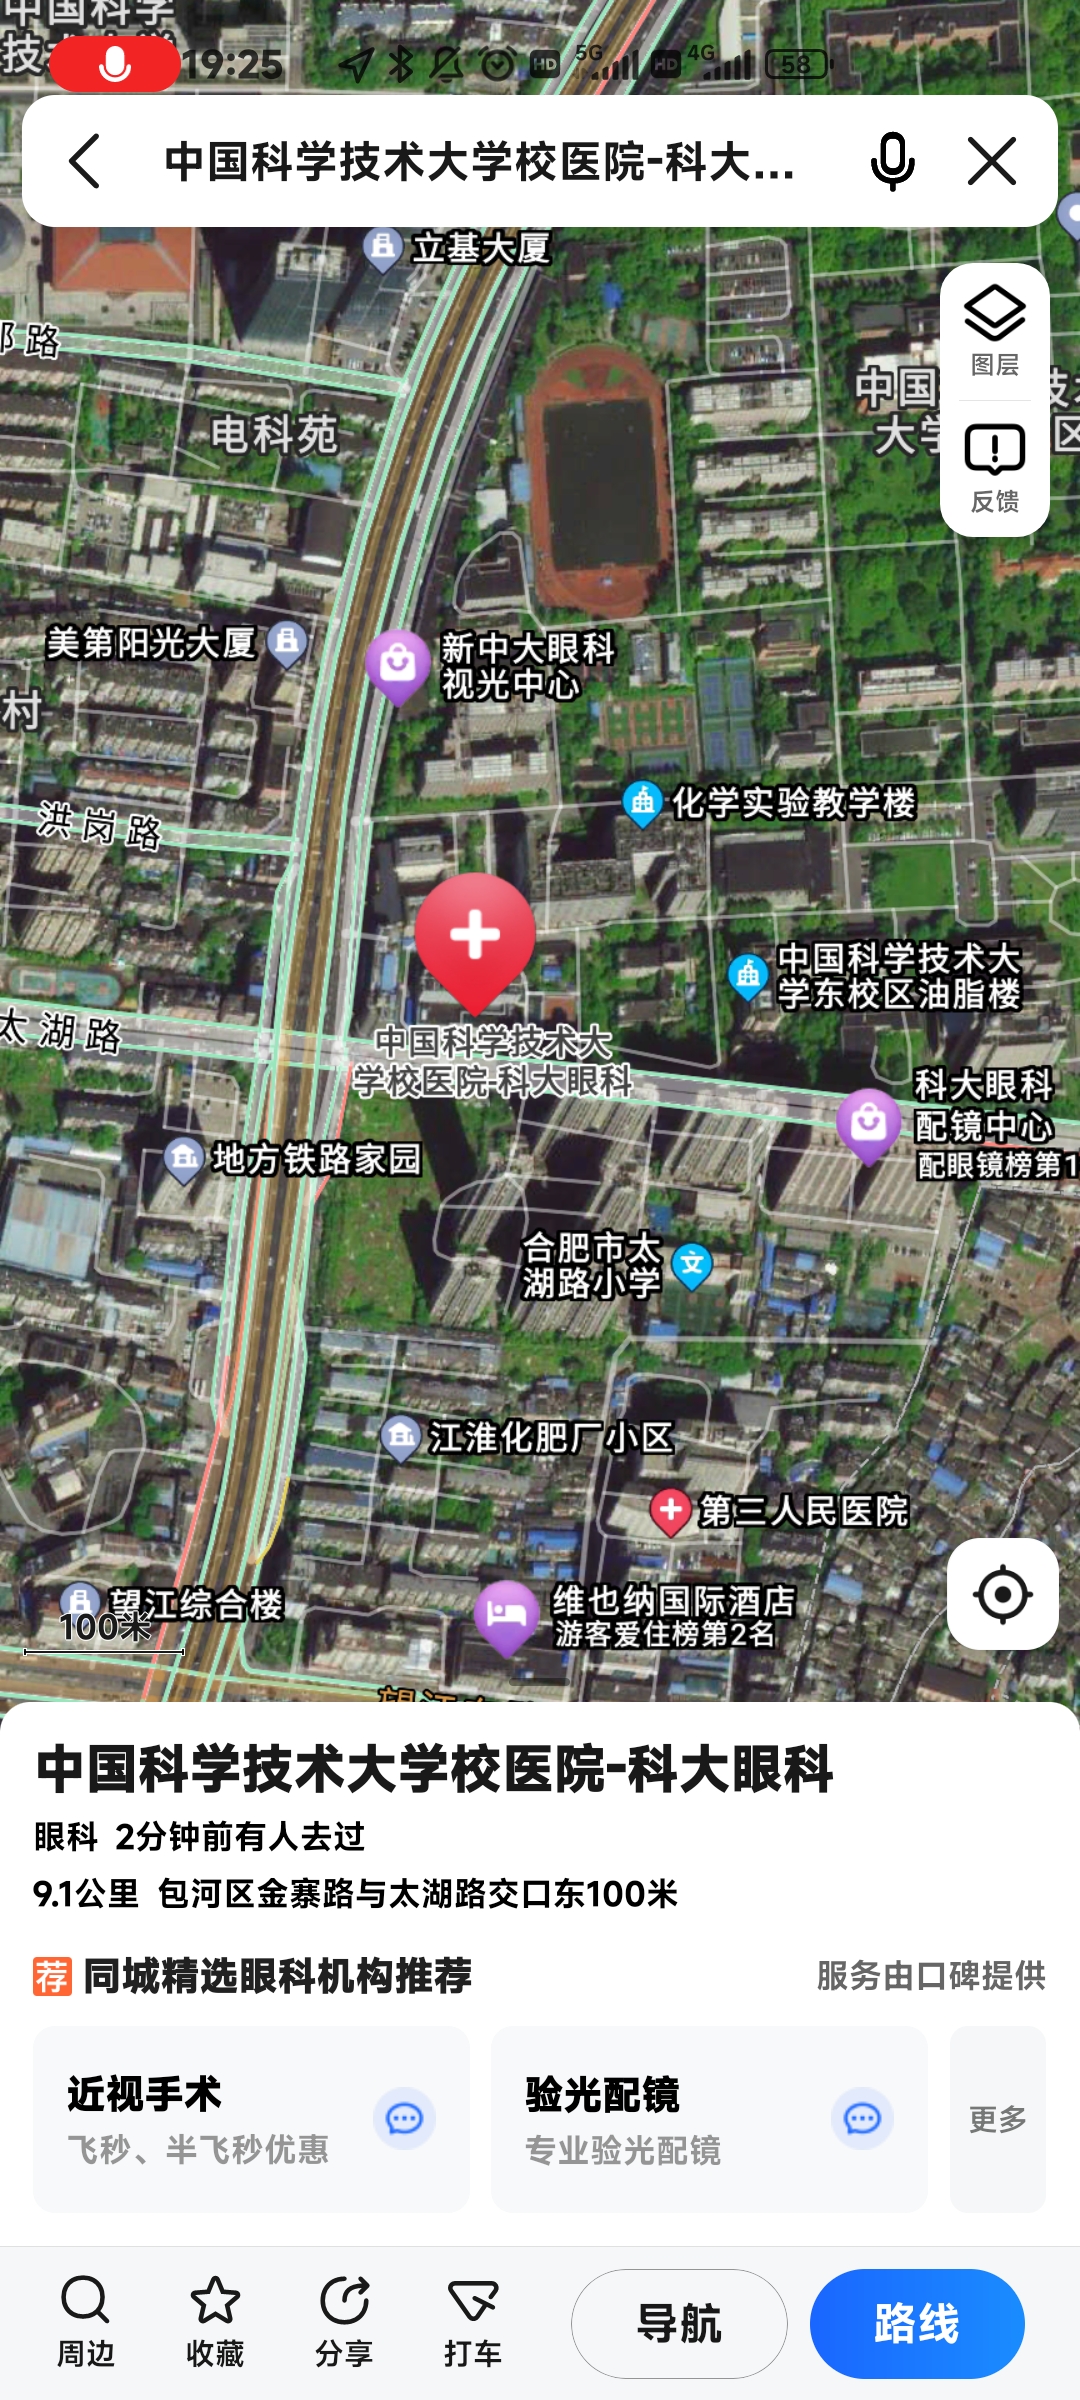 中国科学
19:25
HD
5G
HD
4G
58
中国科学技术大学校医院-科大...
立基大厦
图层
反馈
路
电科苑
中国
大学
区
美第阳光大厦
新中大眼科
视光中心
村
化学实验教学楼
洪岗路
中国科学技术大
学东校区油脂楼
太湖路
中国科学技术大
学校医院-科大眼科
科大眼科
配镜中心
配眼镜榜第1
地方铁路家园
合肥市太
湖路小学
文
江淮化肥厂小区
第三人民医院
望江综合楼
100米
维也纳国际酒店
游客爱住榜第2名
中国科学技术大学校医院-科大眼科
眼科 2分钟前有人去过
9.1公里 包河区金寨路与太湖路交口东100米
荐 同城精选眼科机构推荐
服务由口碑提供
近视手术
飞秒、半飞秒优惠
验光配镜
专业验光配镜
更多
周边
收藏
分享
打车
导航
路线